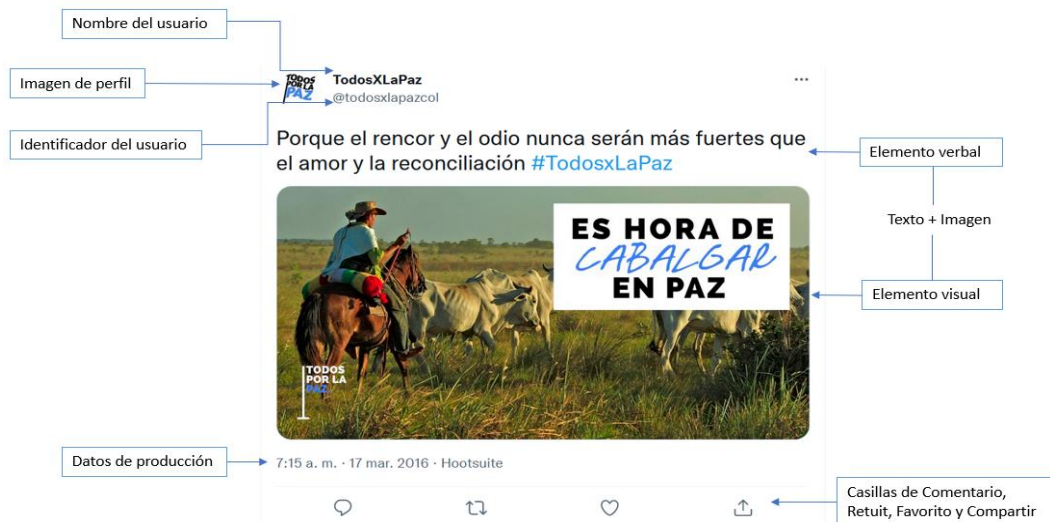 Nombre del usuario
Imagen de perfil
Identificador del usuario
TODOS
POR LA
PAZ
TodosXLaPaz
@todosxlapazcol
Porque el rencor y el odio nunca serán más fuertes que
el amor y la reconciliación #TodosxLaPaz
ES HORA DE
CABALGAR
EN PAZ
TODOS
POR LA
PAZ
Elemento verbal
Texto + Imagen
Elemento visual
Datos de producción
7:15 a. m. · 17 mar. 2016 · Hootsuite
Casillas de Comentario,
Retuit, Favorito y Compartir